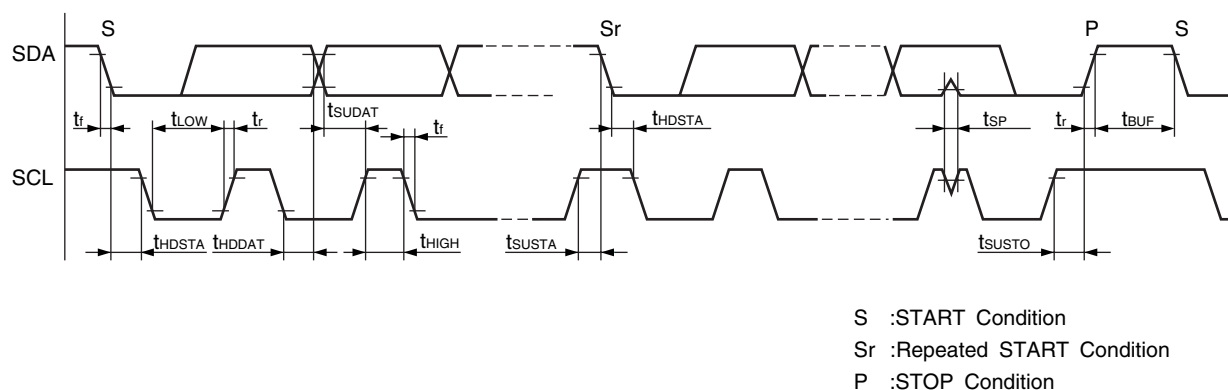 S Sr P S
SDA
tf tLOW tr tSUDAT tf tHDSTA tSP tr tBUF
SCL
tHDSTA tHDDAT tHIGH tSUSTA tSUSTO
S :START Condition
Sr :Repeated START Condition
P :STOP Condition